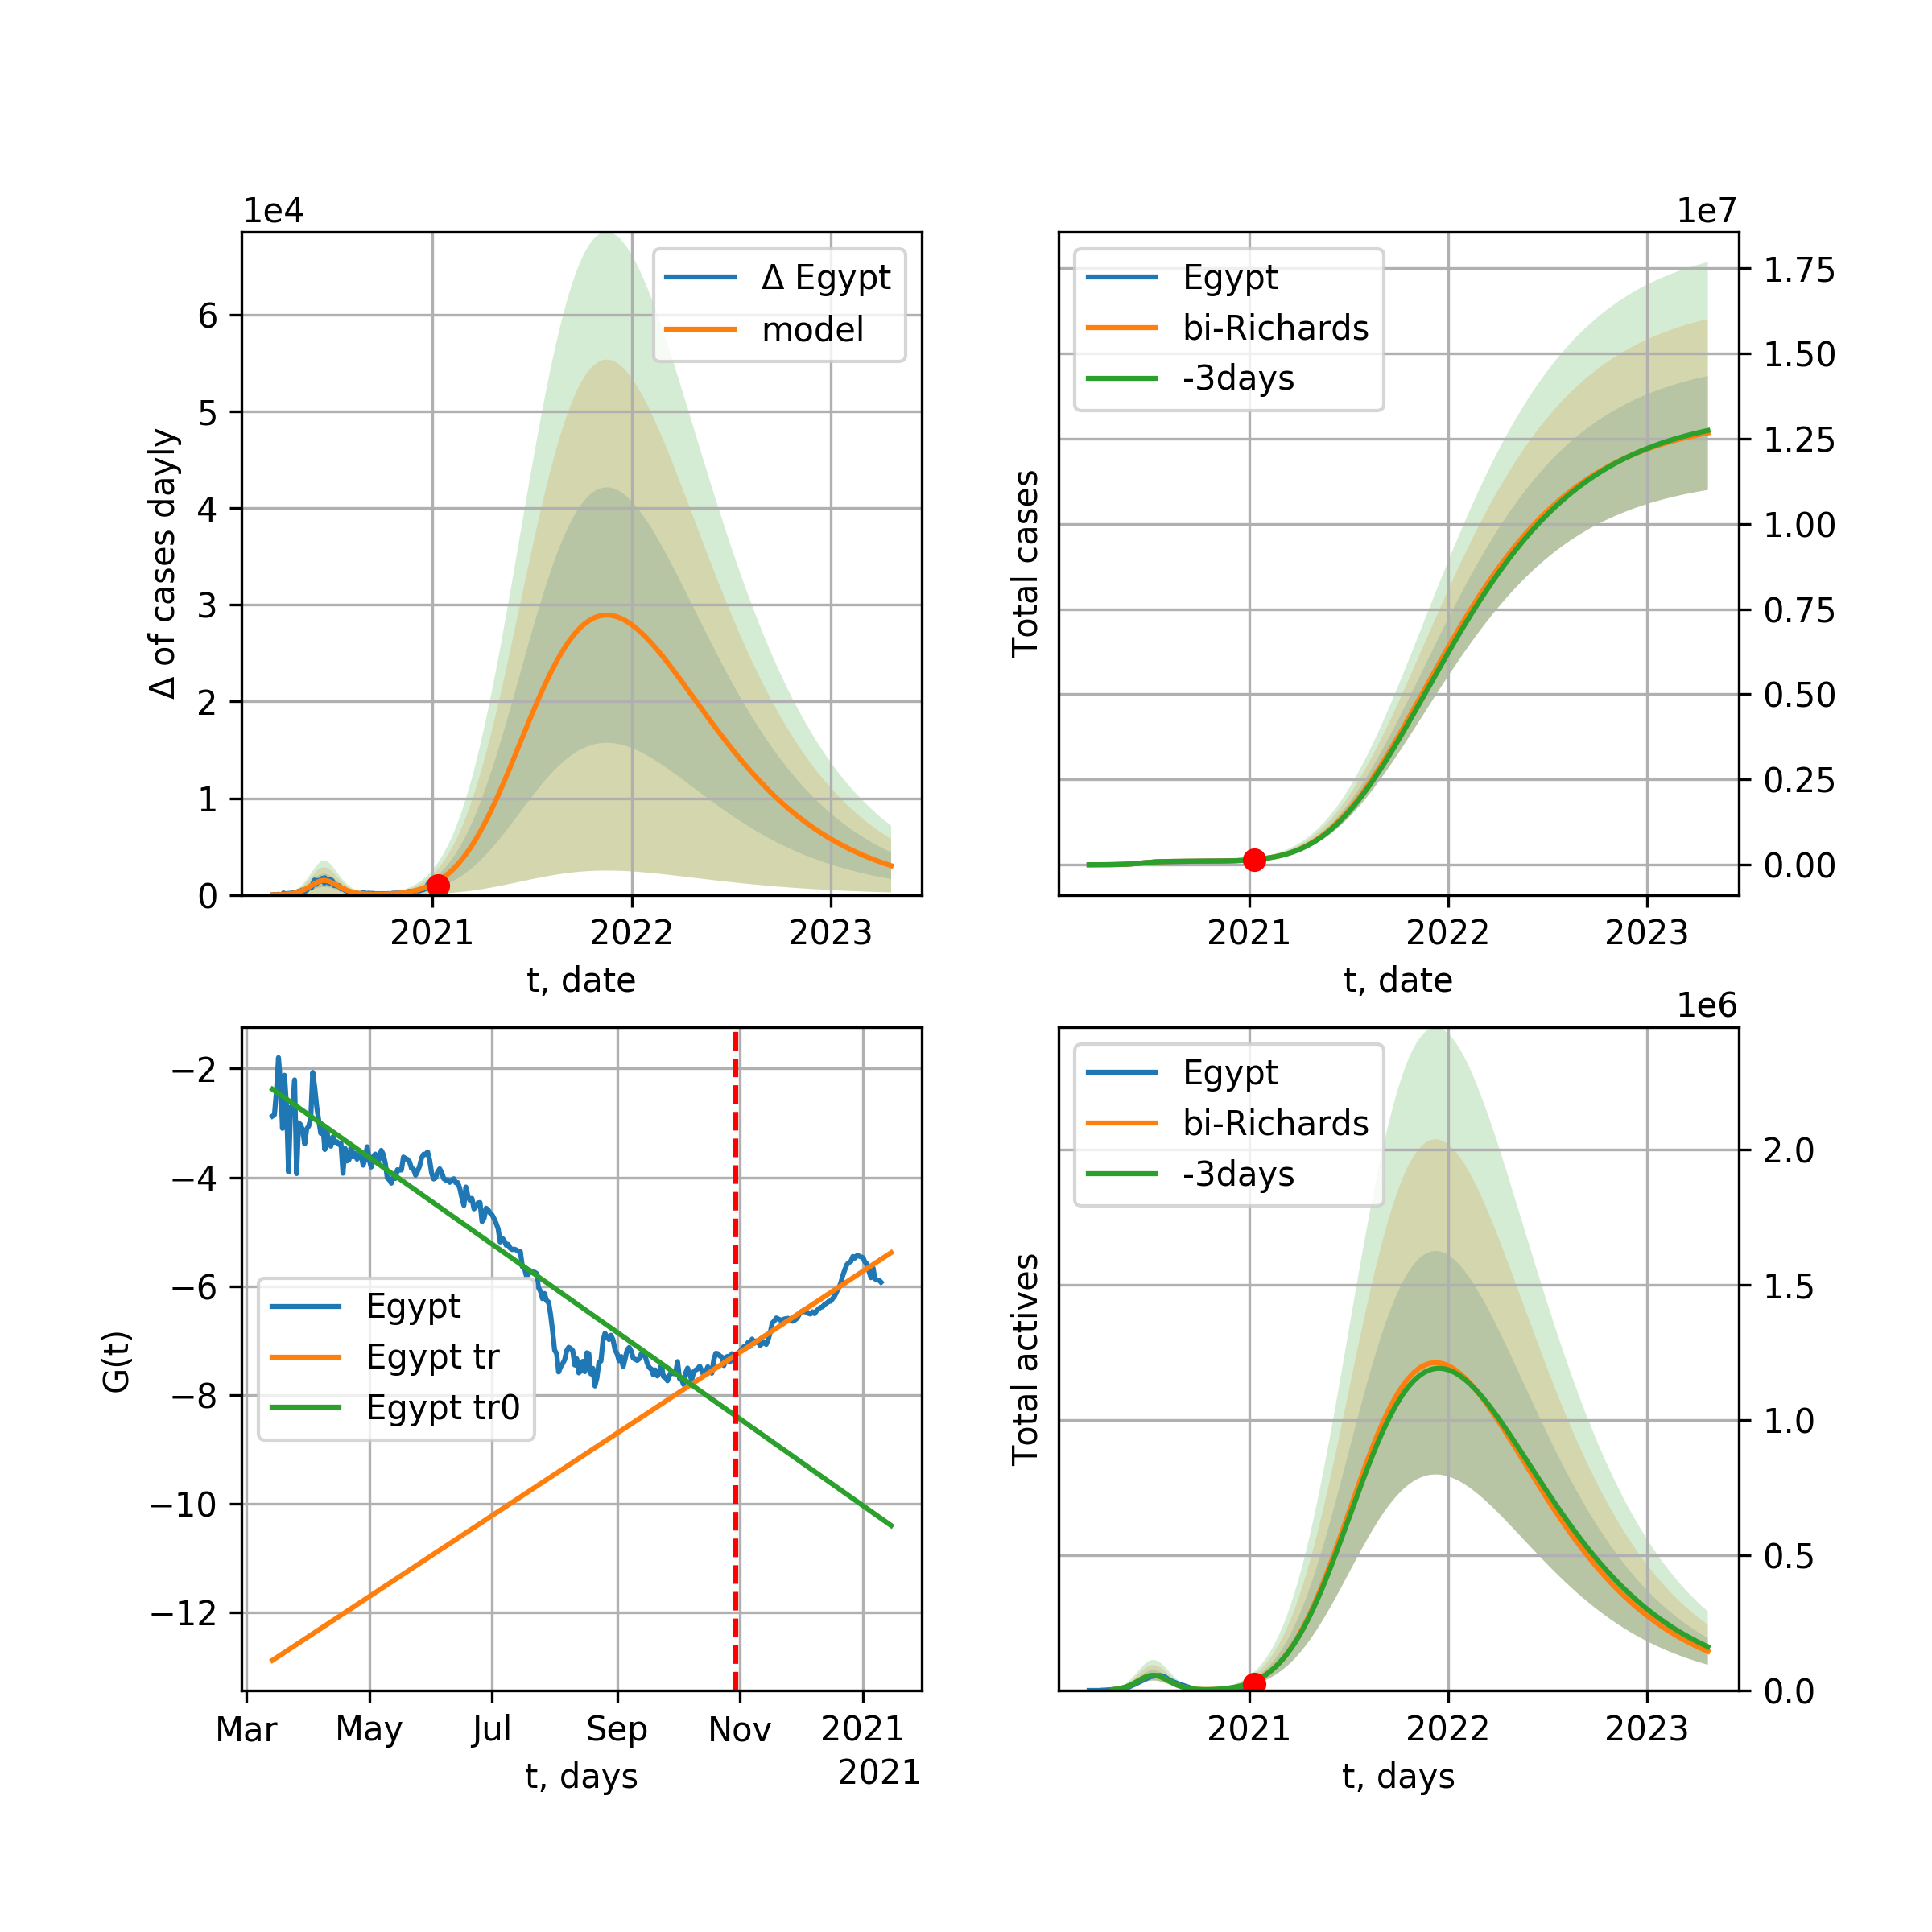 1e4
Δ of cases dayly
6
5
4
3
2
1
0
Δ Egypt
model
2021 2022 2023
t, date
1e7
Total cases
Egypt
bi-Richards
-3days
1.75
1.50
1.25
1.00
0.75
0.50
0.25
0.00
2021 2022 2023
t, date
G(t)
−2
−4
−6
−8
−10
−12
Egypt
Egypt tr
Egypt tr0
Mar May Jul Sep Nov 2021
t, days 2021
1e6
Total actives
Egypt
bi-Richards
-3days
2.0
1.5
1.0
0.5
0.0
2021 2022 2023
t, days